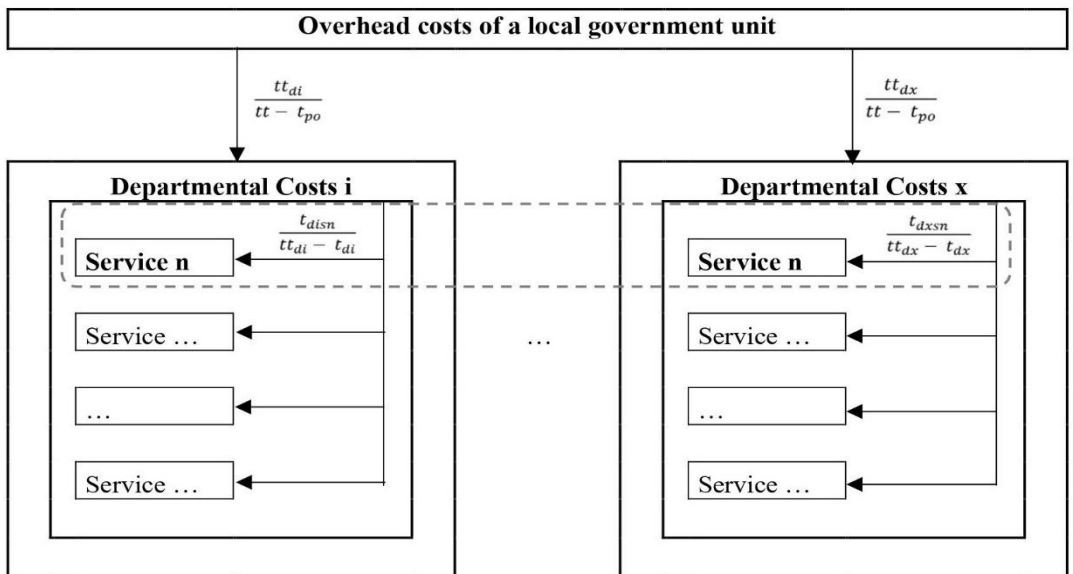 Overhead costs of a local government unit
tt_di / (tt − t_po)
tt_dx / (tt − t_po)
Departmental Costs i
t_disn / (tt_di − t_di)
Service n
Service …
…
Service …
…
Departmental Costs x
t_dxsn / (tt_dx − t_dx)
Service n
Service …
…
Service …